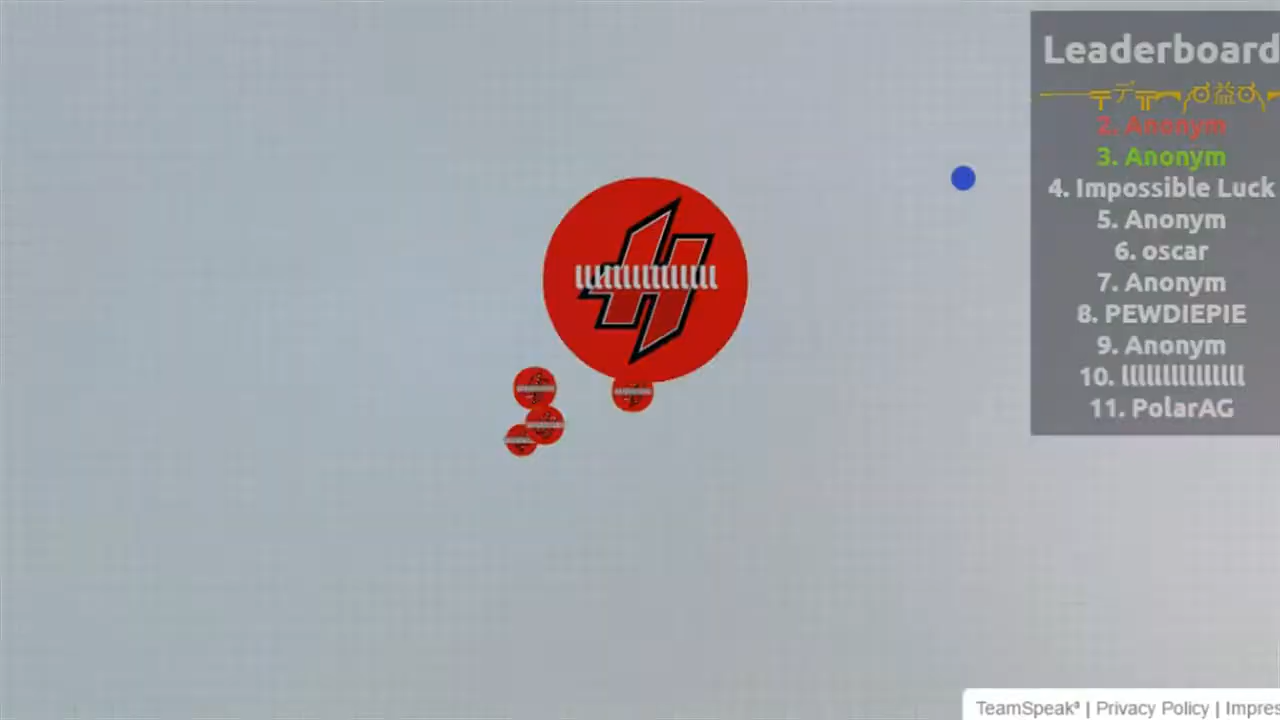 Leaderboard
2. Anonym
3. Anonym
4. Impossible Luck
5. Anonym
6. oscar
7. Anonym
8. PEWDIEPIE
9. Anonym
10. lllllllllllllll
11. PolarAG
TeamSpeak³ | Privacy Policy | Impres